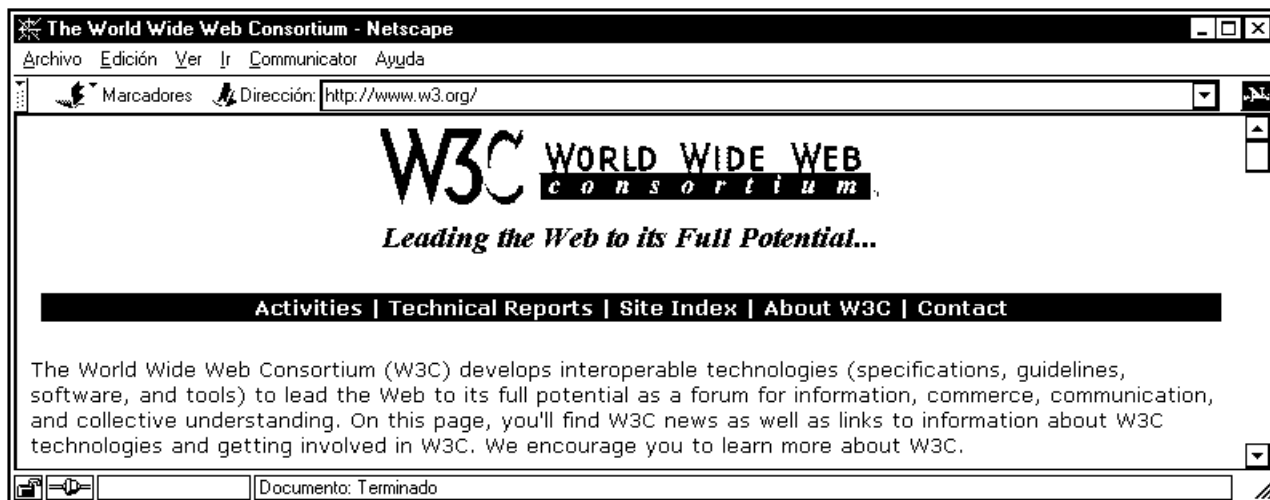 The World Wide Web Consortium - Netscape
Archivo Edición Ver Ir Communicator Ayuda
Marcadores Dirección: http://www.w3.org/
W3C WORLD WIDE WEB
consortium
Leading the Web to its Full Potential...
Activities | Technical Reports | Site Index | About W3C | Contact
The World Wide Web Consortium (W3C) develops interoperable technologies (specifications, guidelines,
software, and tools) to lead the Web to its full potential as a forum for information, commerce, communication,
and collective understanding. On this page, you'll find W3C news as well as links to information about W3C
technologies and getting involved in W3C. We encourage you to learn more about W3C.
Documento: Terminado